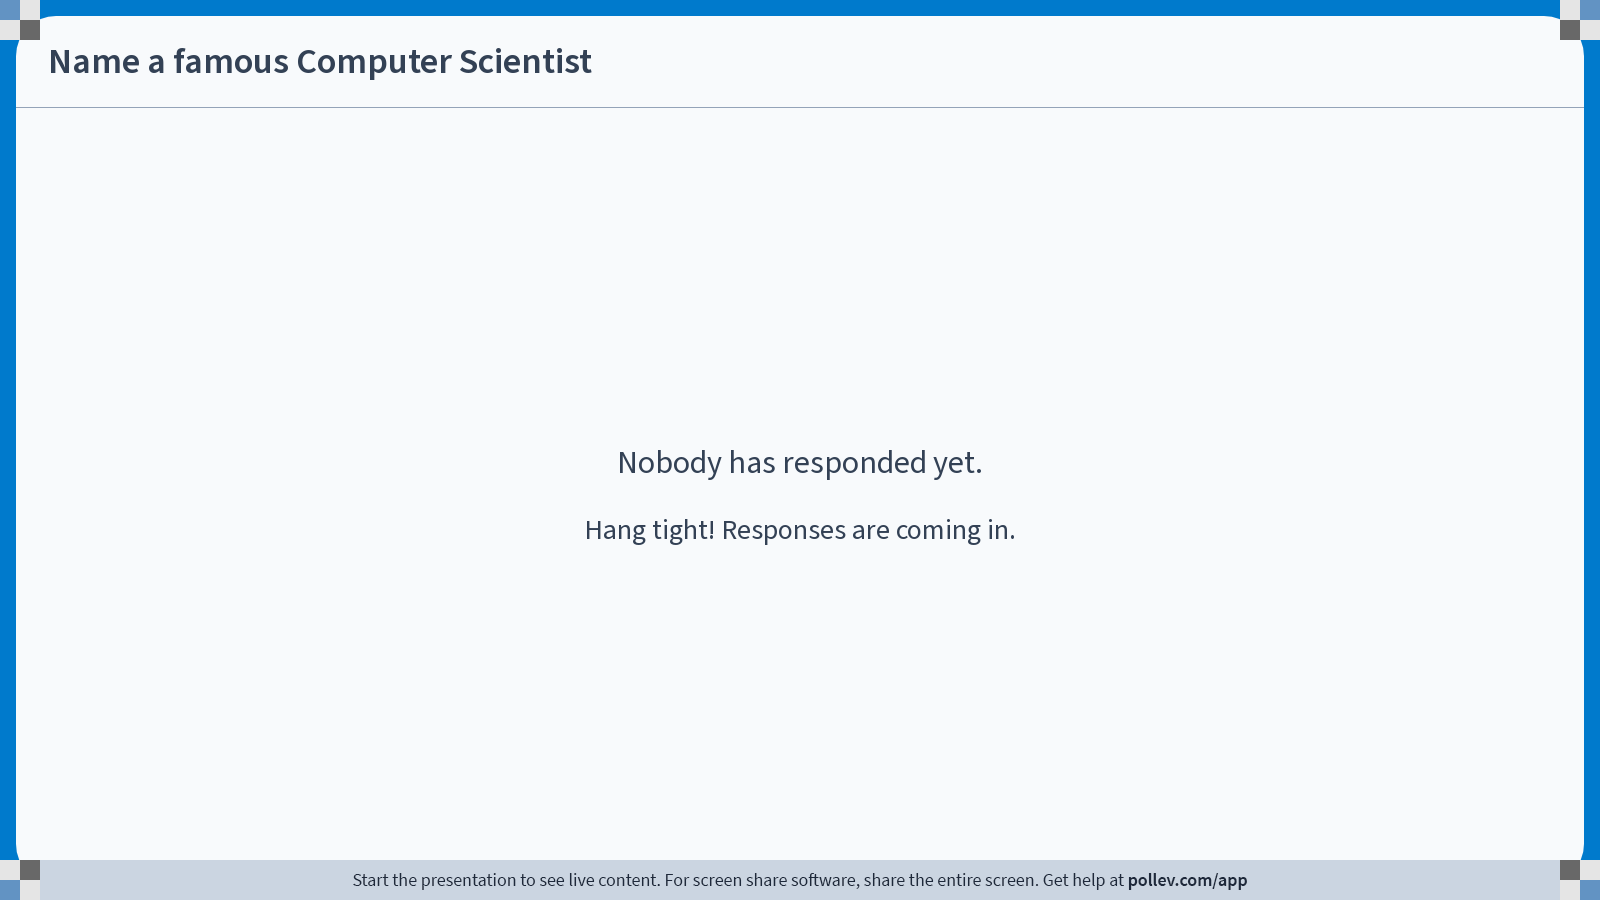 Name a famous Computer Scientist
Nobody has responded yet.
Hang tight! Responses are coming in.
Start the presentation to see live content. For screen share software, share the entire screen. Get help at pollev.com/app